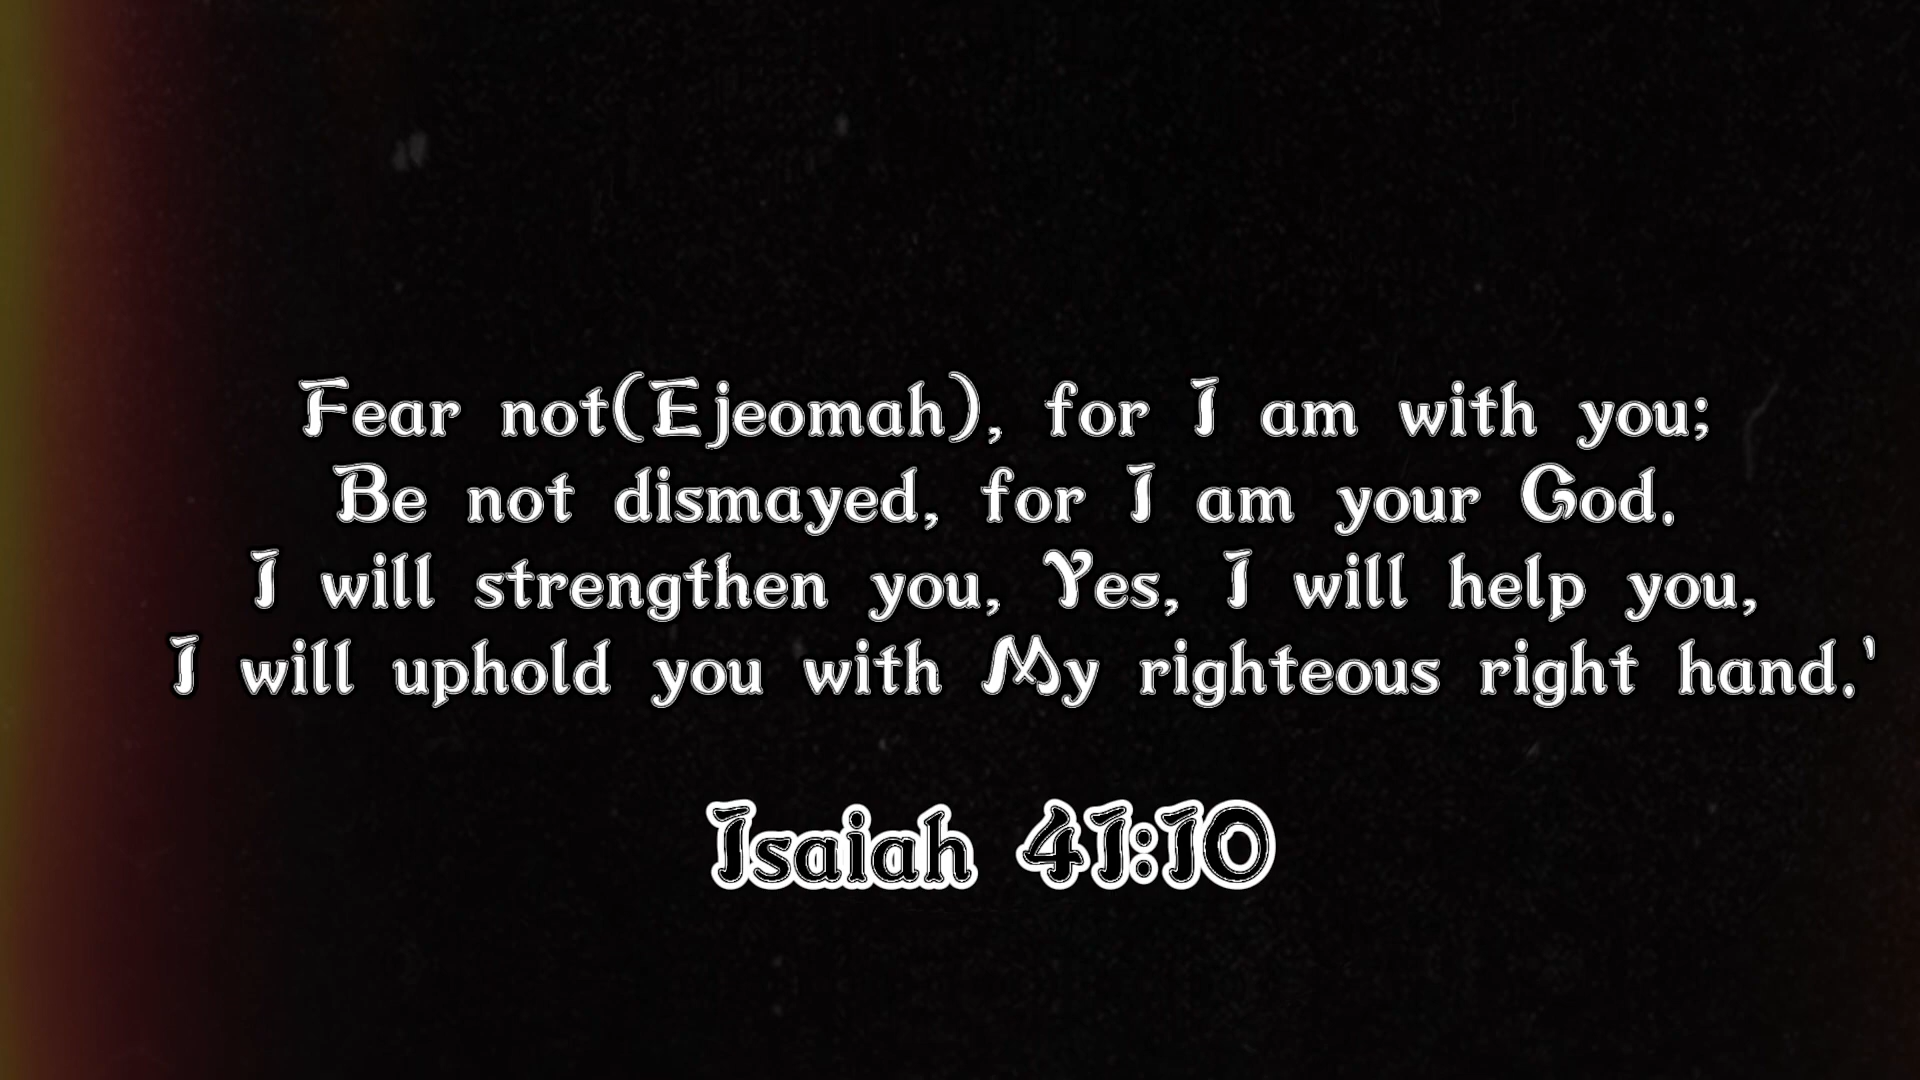 Fear not(Ejeomah), for I am with you;
Be not dismayed, for I am your God.
I will strengthen you, Yes, I will help you,
I will uphold you with My righteous right hand.'
Isaiah 41:10